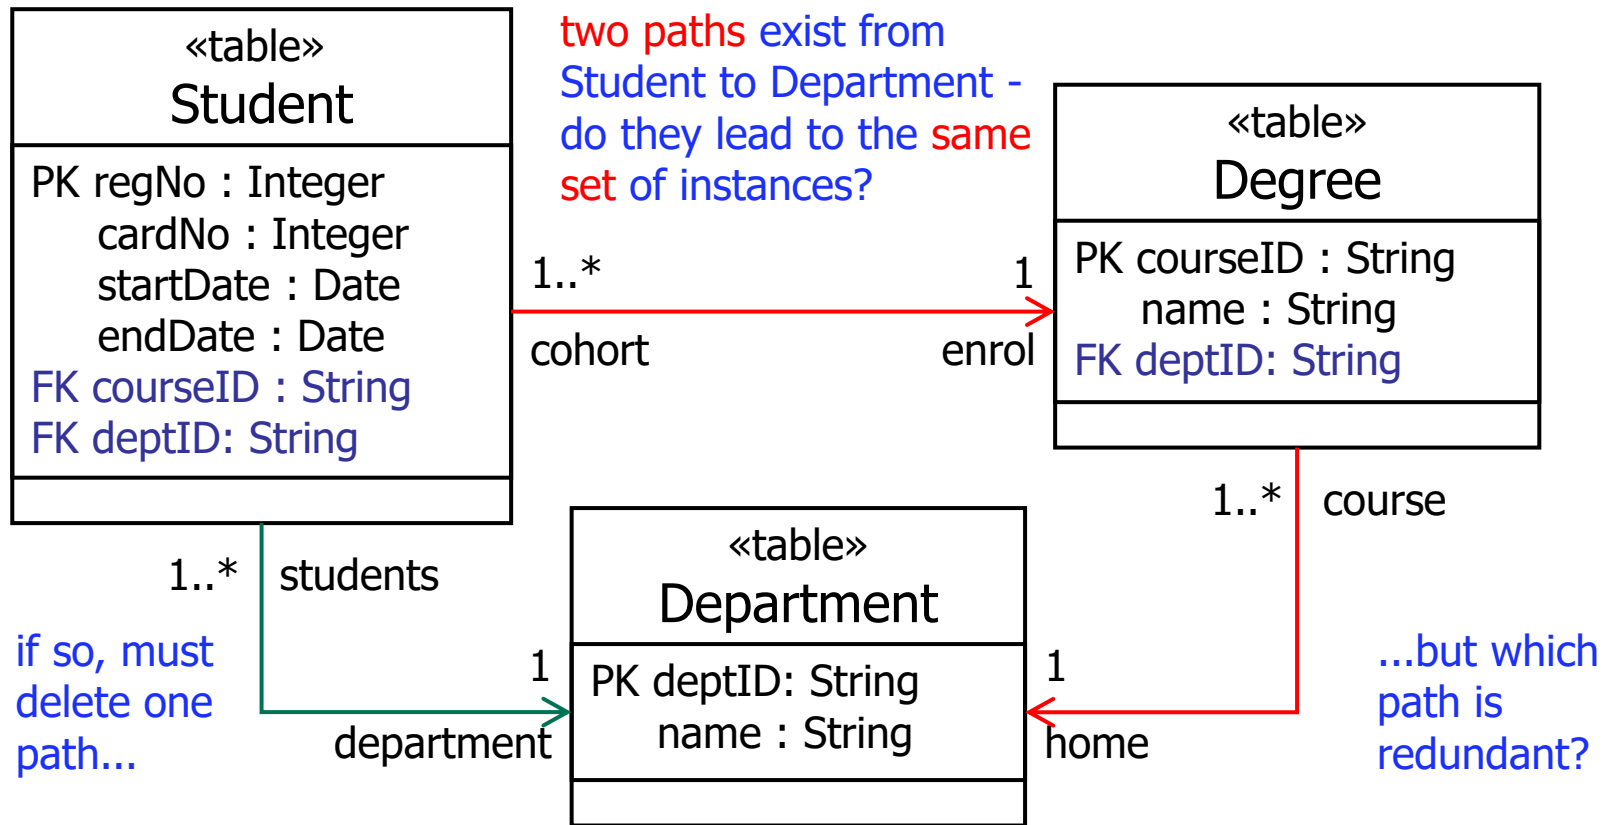 «table»
Student
PK regNo : Integer
cardNo : Integer
startDate : Date
endDate : Date
FK courseID : String
FK deptID: String
two paths exist from
Student to Department -
do they lead to the same
set of instances?
«table»
Degree
PK courseID : String
name : String
FK deptID: String
1..*
1
cohort
enrol
1..*
students
1..*
course
«table»
Department
PK deptID: String
name : String
if so, must
delete one
path...
1
department
1
home
...but which
path is
redundant?